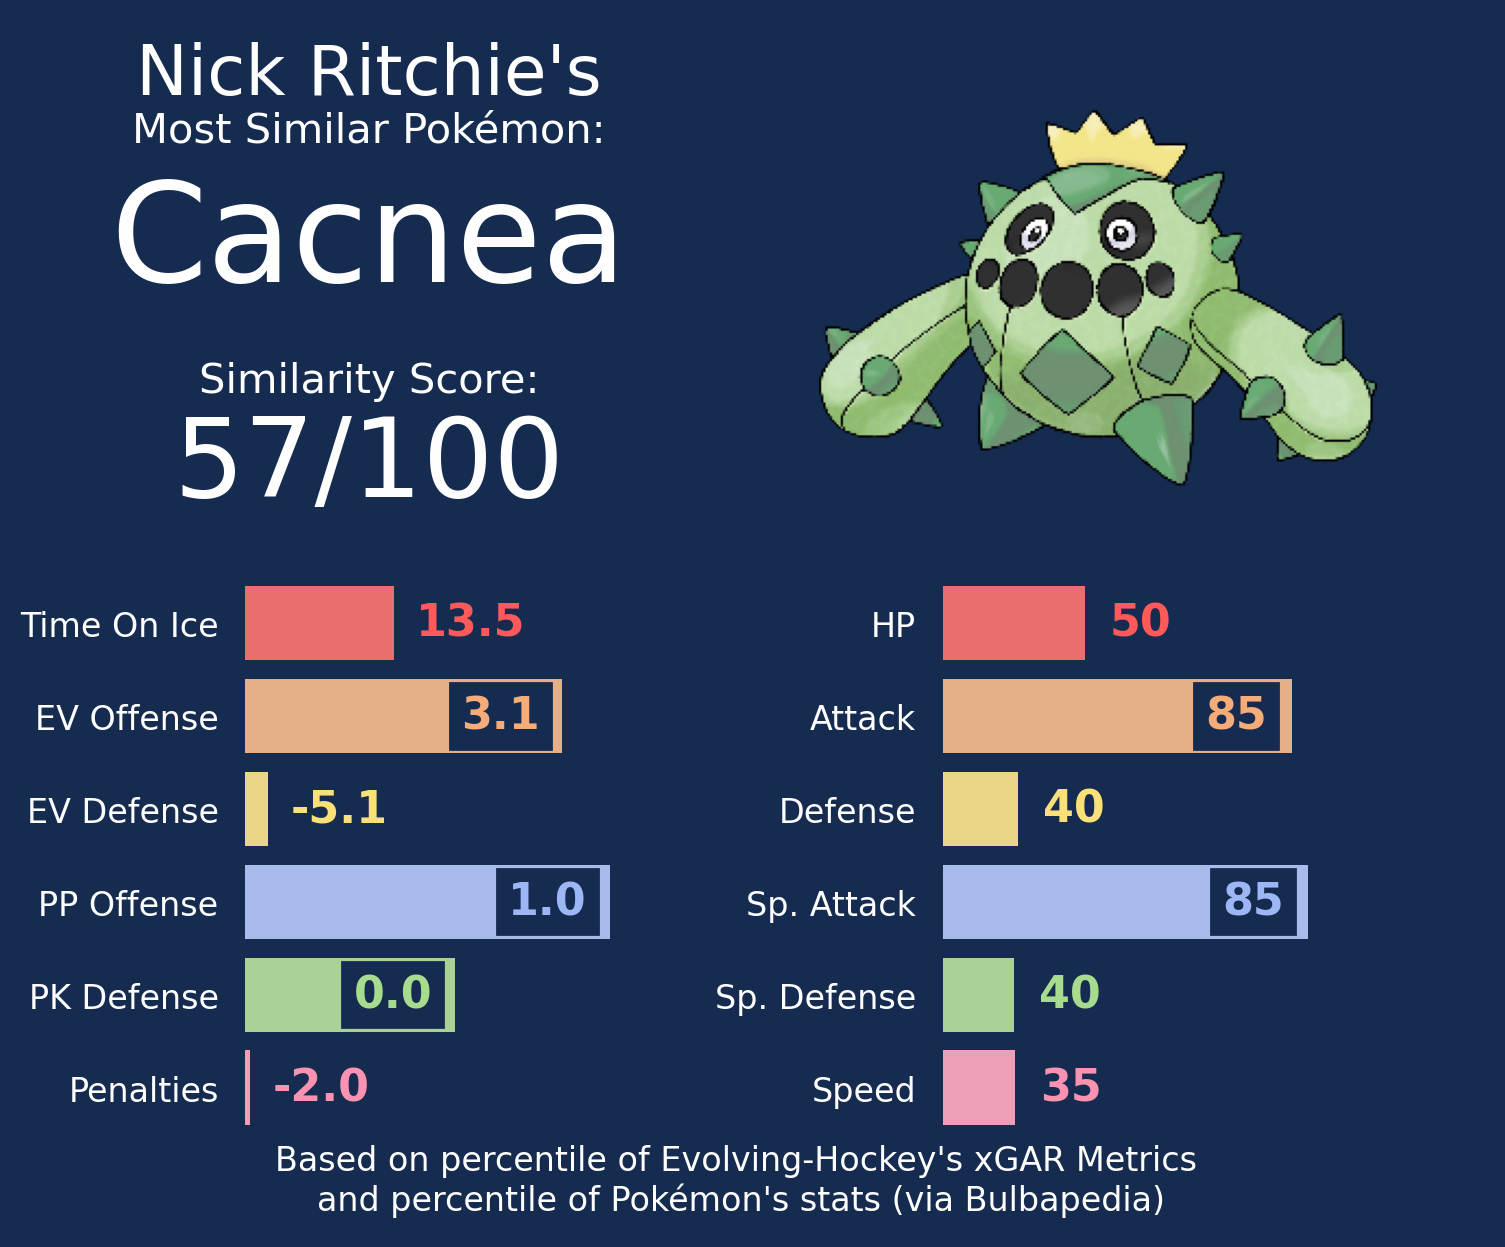 Nick Ritchie's
Most Similar Pokémon:
Cacnea
Similarity Score:
57/100
Time On Ice 13.5
EV Offense 3.1
EV Defense -5.1
PP Offense 1.0
PK Defense 0.0
Penalties -2.0
HP 50
Attack 85
Defense 40
Sp. Attack 85
Sp. Defense 40
Speed 35
Based on percentile of Evolving-Hockey's xGAR Metrics
and percentile of Pokémon's stats (via Bulbapedia)